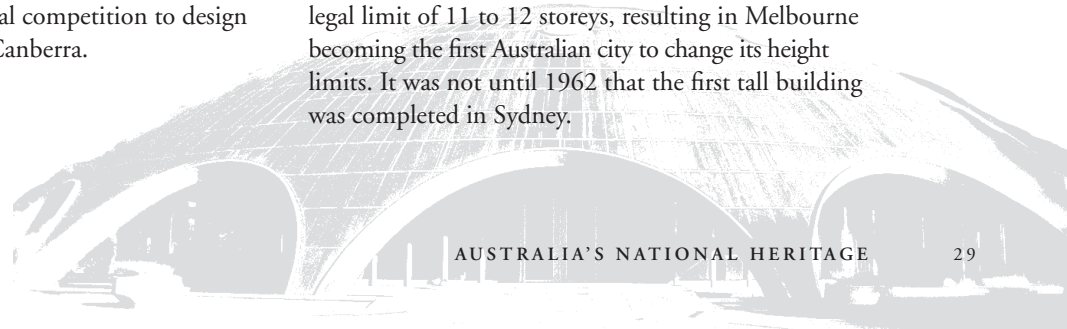 al competition to design
Canberra.
legal limit of 11 to 12 storeys, resulting in Melbourne
becoming the first Australian city to change its height
limits. It was not until 1962 that the first tall building
was completed in Sydney.
AUSTRALIA’S NATIONAL HERITAGE 29